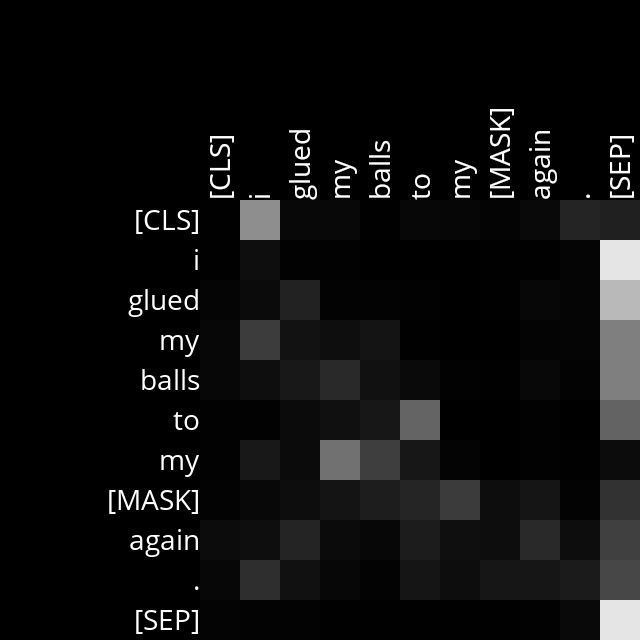 [CLS] i glued my balls to my [MASK] again . [SEP]
[CLS]
i
glued
my
balls
to
my
[MASK]
again
.
[SEP]